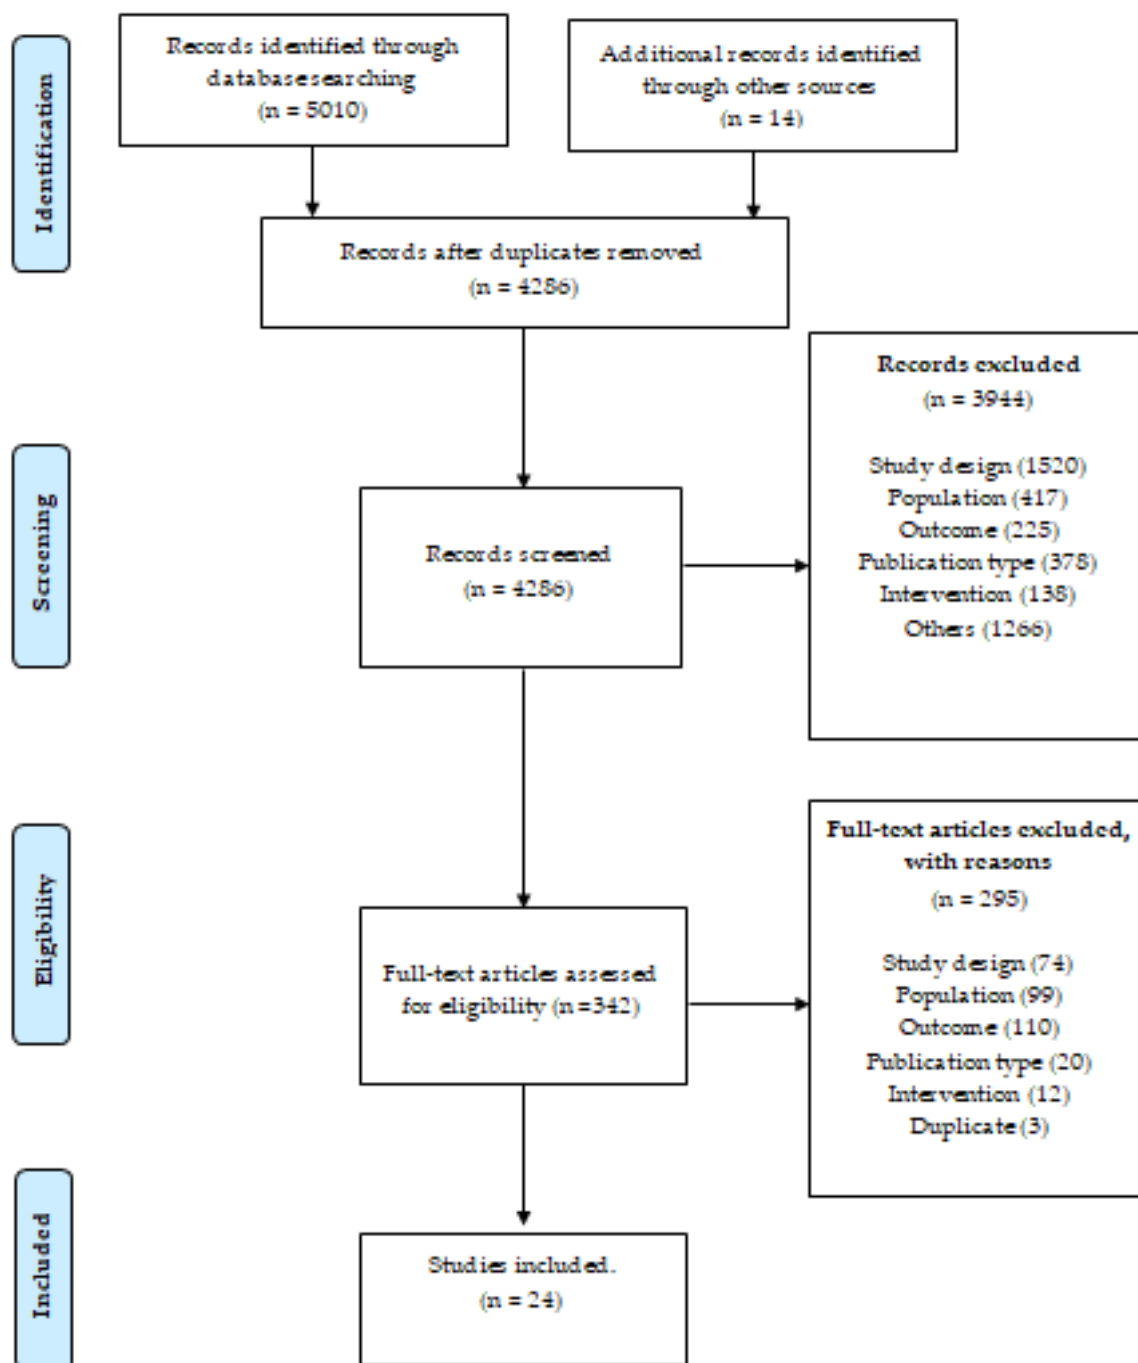 Identification
Records identified through
database searching
(n = 5010)
Additional records identified
through other sources
(n = 14)
Records after duplicates removed
(n = 4286)
Screening
Records screened
(n = 4286)
Records excluded
(n = 3944)
Study design (1520)
Population (417)
Outcome (225)
Publication type (378)
Intervention (138)
Others (1266)
Eligibility
Full-text articles assessed
for eligibility (n =342)
Full-text articles excluded,
with reasons
(n = 295)
Study design (74)
Population (99)
Outcome (110)
Publication type (20)
Intervention (12)
Duplicate (3)
Included
Studies included.
(n = 24)